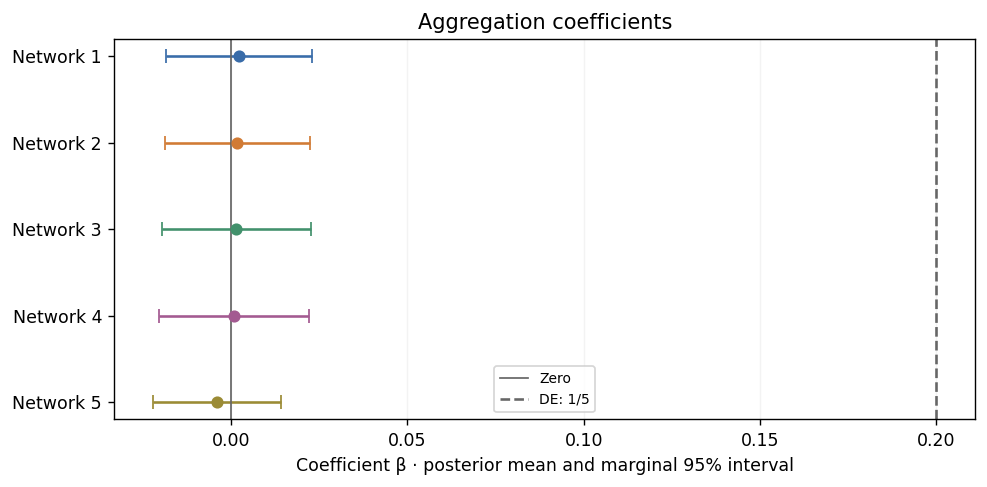 Aggregation coefficients
Network 1
Network 2
Network 3
Network 4
Network 5
Zero
DE: 1/5
0.00 0.05 0.10 0.15 0.20
Coefficient β · posterior mean and marginal 95% interval